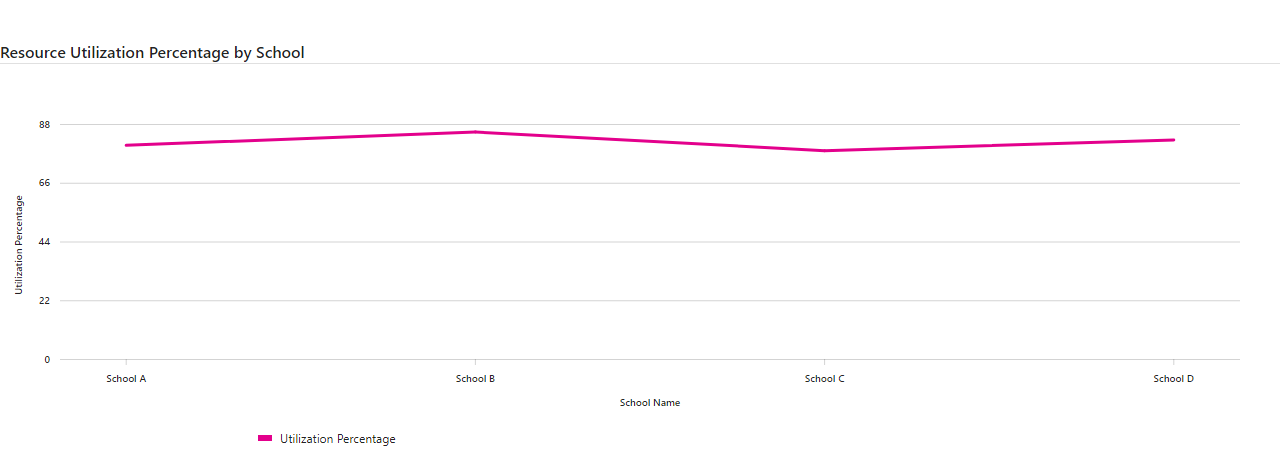 Resource Utilization Percentage by School
88
66
44
22
0
Utilization Percentage
School A
School B
School C
School D
School Name
Utilization Percentage